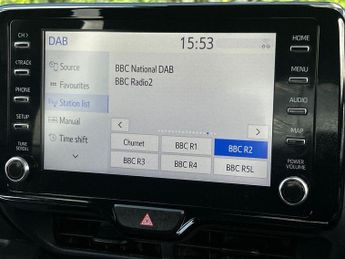 CH >
< TRACK
PHONE
SETUP
TUNE
SCROLL
DAB
15:53
Source
Favourites
Station list
Manual
Time shift
BBC National DAB
BBC Radio2
Churnet
BBC R1
BBC R2
BBC R3
BBC R4
BBC R5L
HOME
MENU
AUDIO
MAP
POWER
VOLUME